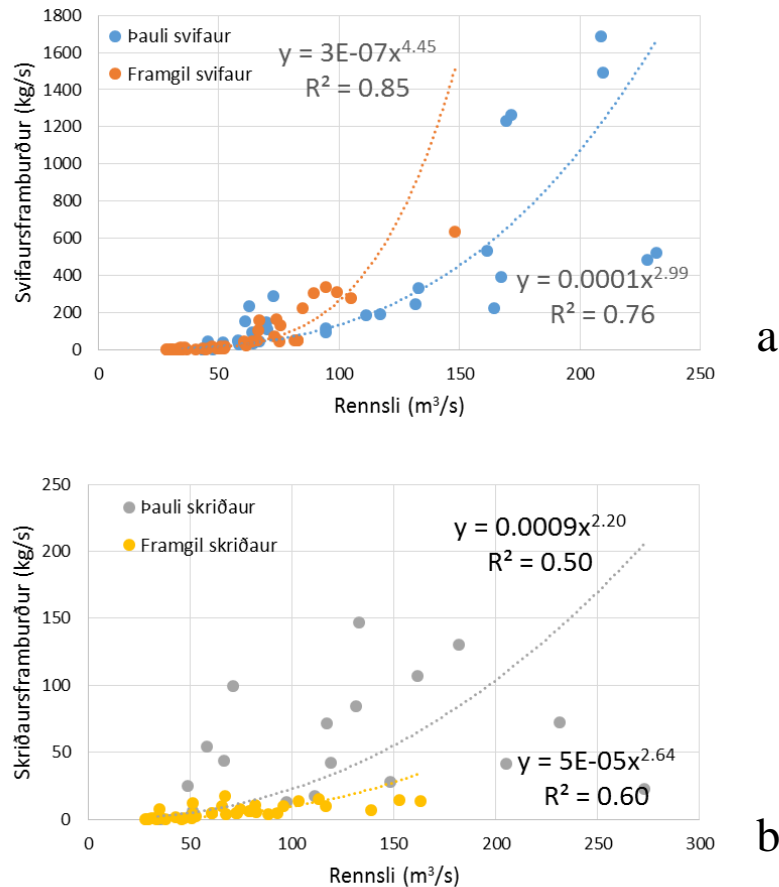 1800
1600
1400
1200
1000
800
600
400
200
0
Svifaursframburður (kg/s)
Þauli svifaur
Framgil svifaur
y = 3E-07x^4.45
R² = 0.85
y = 0.0001x^2.99
R² = 0.76
0 50 100 150 200 250
Rennsli (m³/s)
a
250
200
150
100
50
0
Skriðaursframburður (kg/s)
Þauli skriðaur
Framgil skriðaur
y = 0.0009x^2.20
R² = 0.50
y = 5E-05x^2.64
R² = 0.60
0 50 100 150 200 250 300
Rennsli (m³/s)
b